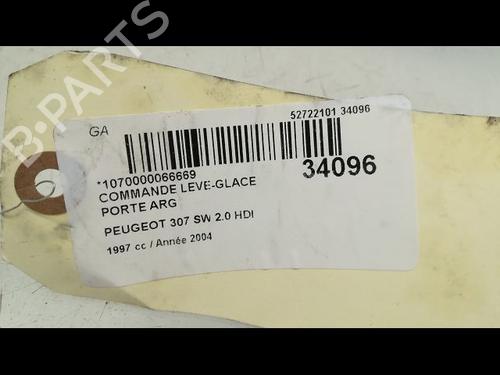 B-PARTS
GA
52722101 34096
*1070000066669
34096
COMMANDE LEVE-GLACE
PORTE ARG
PEUGEOT 307 SW 2.0 HDI
1997 cc / Année 2004